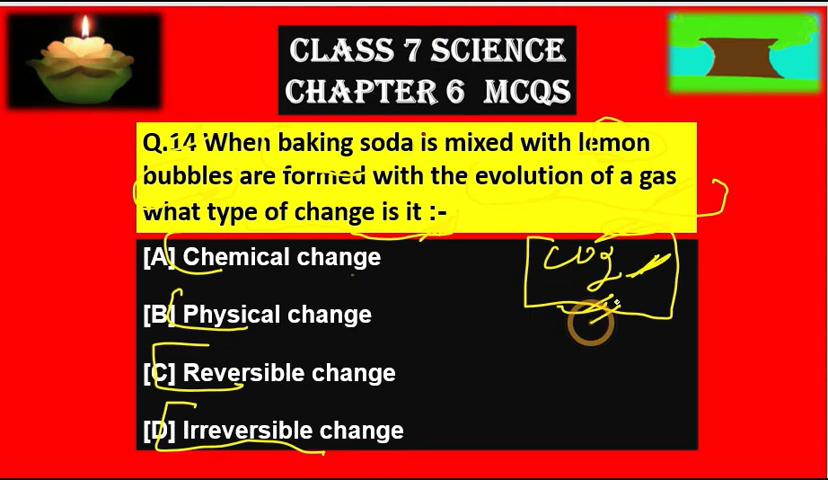 CLASS 7 SCIENCE
CHAPTER 6 MCQS
Q.14 When baking soda is mixed with lemon
bubbles are formed with the evolution of a gas
what type of change is it :-
[A] Chemical change
[B] Physical change
[C] Reversible change
[D] Irreversible change